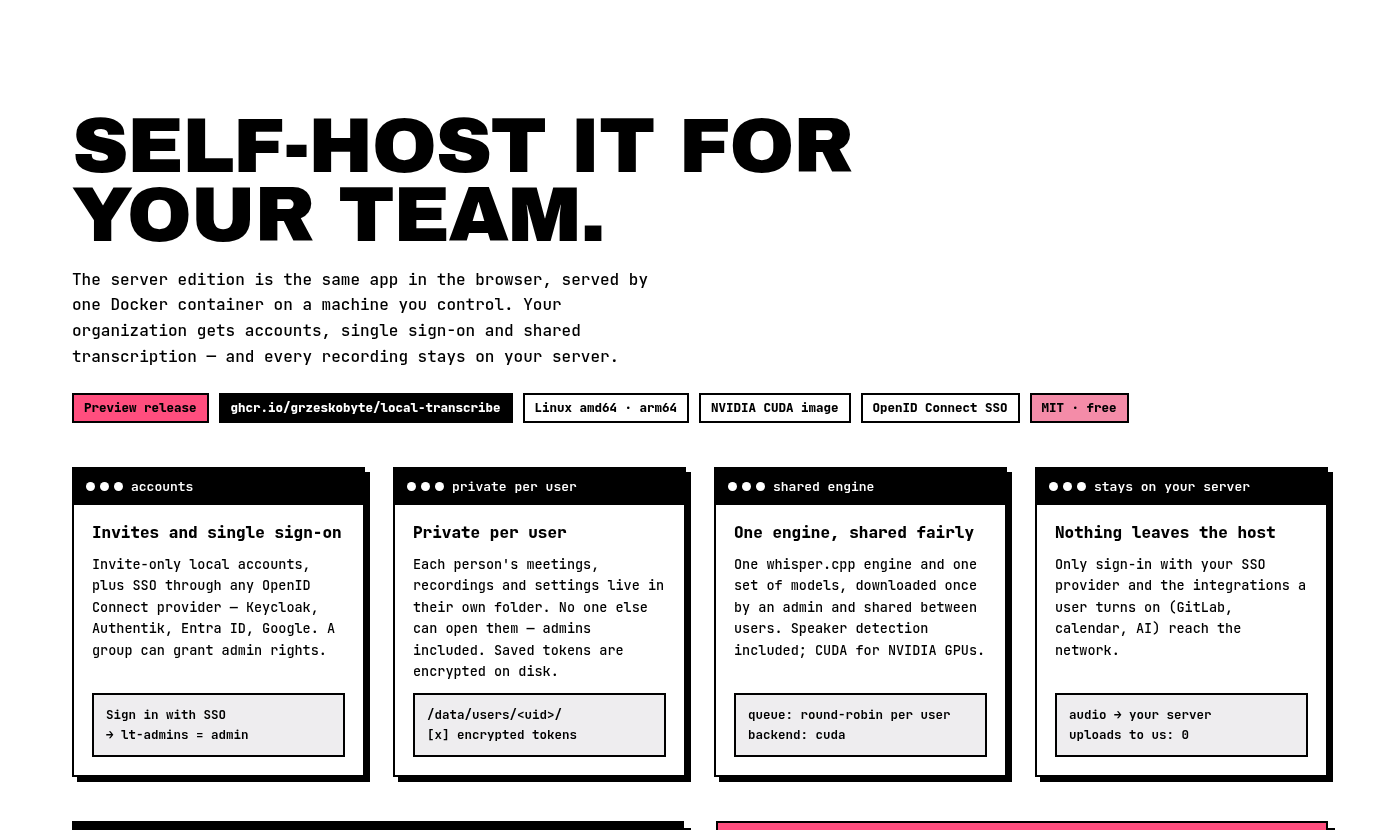 SELF-HOST IT FOR
YOUR TEAM.
The server edition is the same app in the browser, served by
one Docker container on a machine you control. Your
organization gets accounts, single sign-on and shared
transcription — and every recording stays on your server.
Preview release
ghcr.io/grzeskobyte/local-transcribe
Linux amd64 · arm64
NVIDIA CUDA image
OpenID Connect SSO
MIT · free
accounts
Invites and single sign-on
Invite-only local accounts,
plus SSO through any OpenID
Connect provider — Keycloak,
Authentik, Entra ID, Google. A
group can grant admin rights.
Sign in with SSO
→ lt-admins = admin
private per user
Private per user
Each person's meetings,
recordings and settings live in
their own folder. No one else
can open them — admins
included. Saved tokens are
encrypted on disk.
/data/users/<uid>/
[x] encrypted tokens
shared engine
One engine, shared fairly
One whisper.cpp engine and one
set of models, downloaded once
by an admin and shared between
users. Speaker detection
included; CUDA for NVIDIA GPUs.
queue: round-robin per user
backend: cuda
stays on your server
Nothing leaves the host
Only sign-in with your SSO
provider and the integrations a
user turns on (GitLab,
calendar, AI) reach the
network.
audio → your server
uploads to us: 0